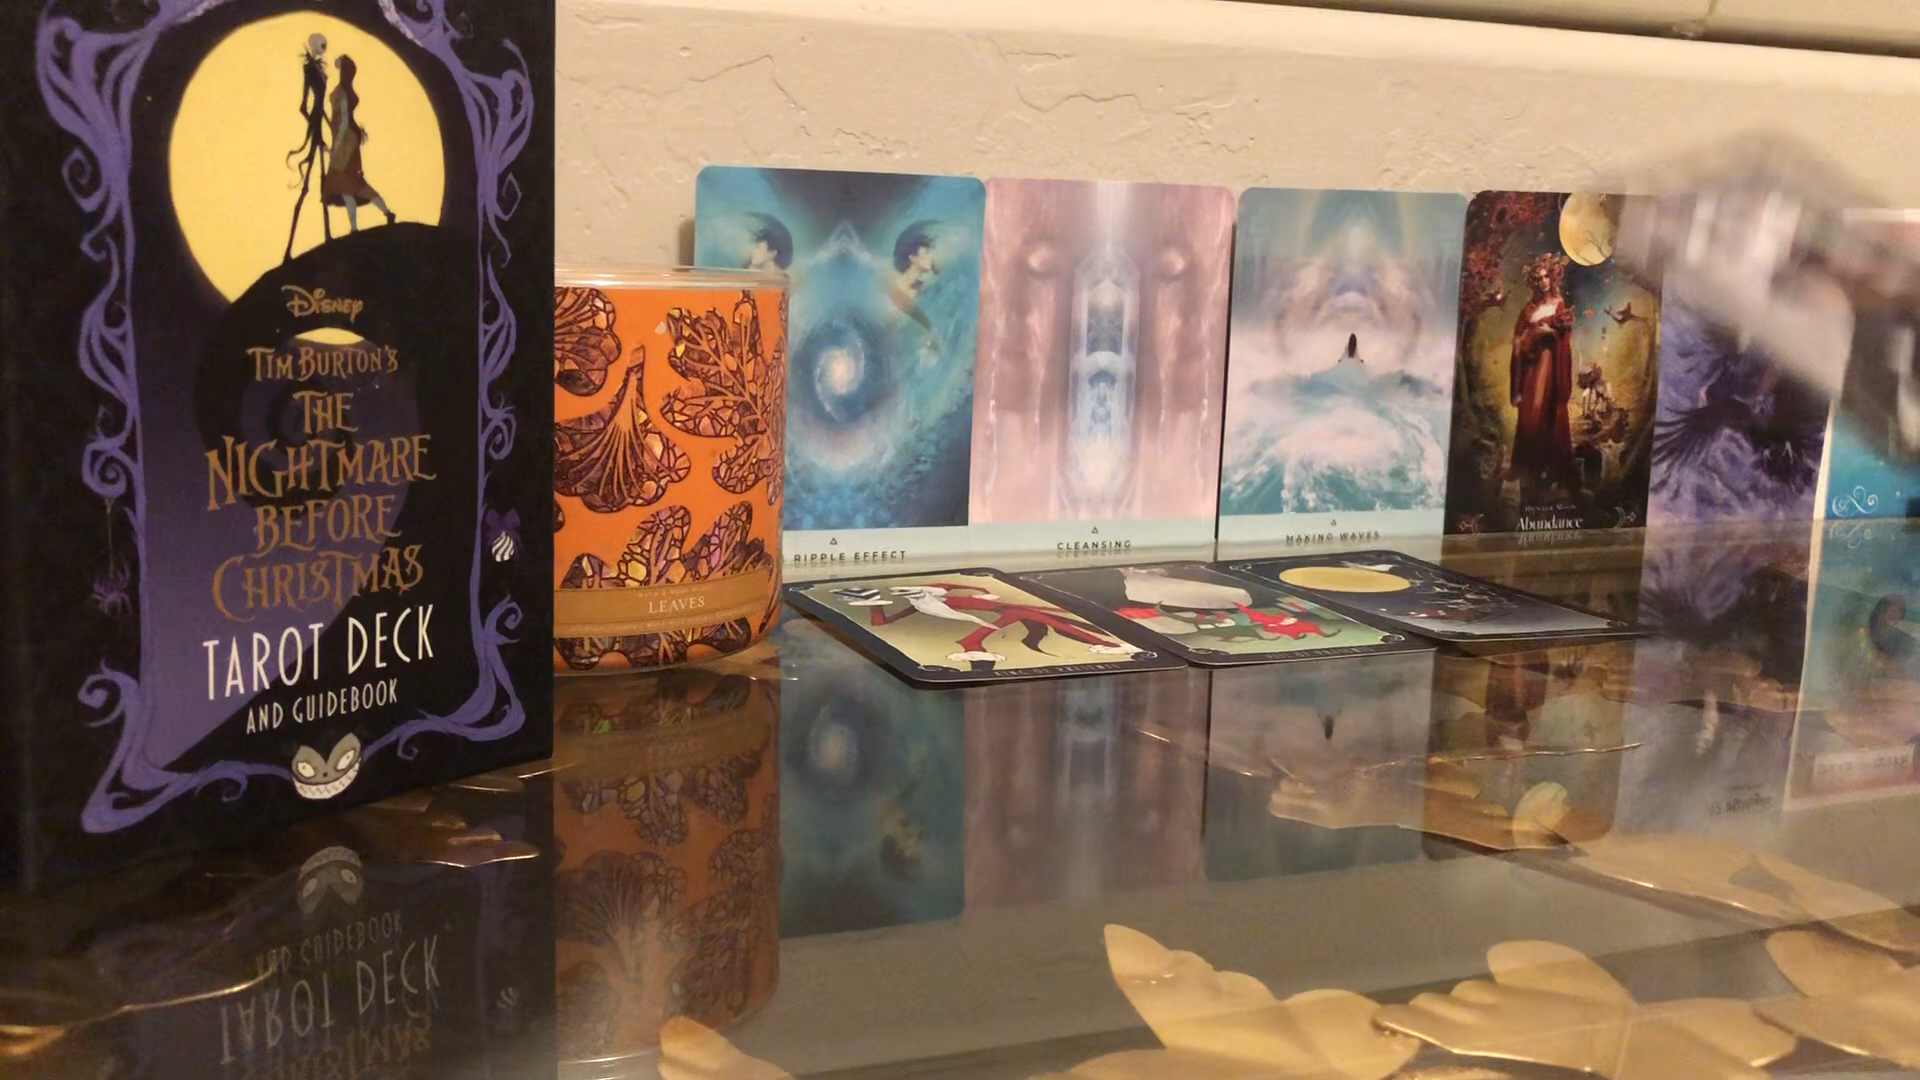 Disney
TIM BURTON'S
THE
NIGHTMARE
BEFORE
CHRISTMAS
TAROT DECK
AND GUIDEBOOK
LEAVES
RIPPLE EFFECT
CLEANSING
MAKING WAVES
Abundance